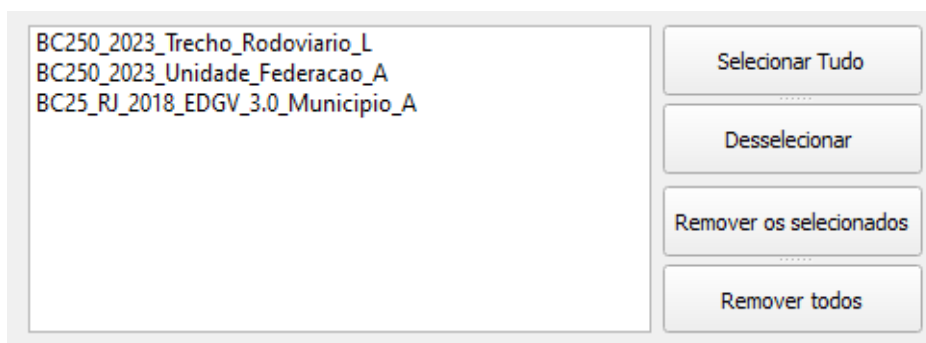 BC250_2023_Trecho_Rodoviario_L
BC250_2023_Unidade_Federacao_A
BC25_RJ_2018_EDGV_3.0_Municipio_A
Selecionar Tudo
Desselecionar
Remover os selecionados
Remover todos